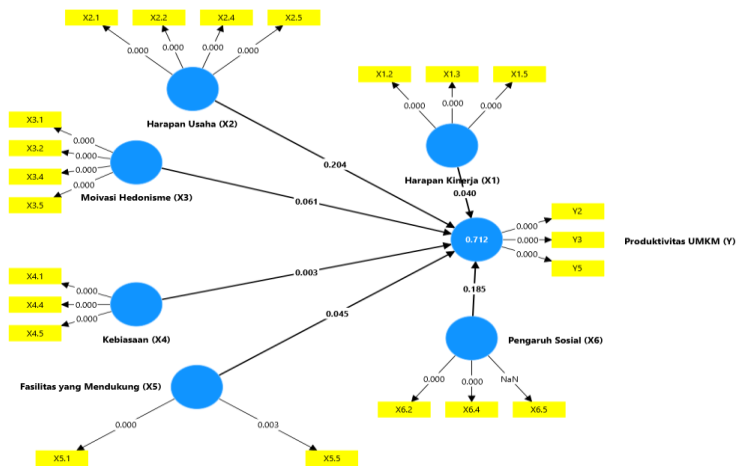 X2.1
X2.2
X2.4
X2.5
0.000
0.000
0.000
0.000
Harapan Usaha (X2)
X1.2
X1.3
X1.5
0.000
0.000
0.000
Harapan Kinerja (X1)
X3.1
X3.2
X3.4
X3.5
0.000
0.000
0.000
0.000
Moivasi Hedonisme (X3)
0.204
0.061
0.040
0.003
0.045
0.185
0.712
Y2
Y3
Y5
0.000
0.000
0.000
Produktivitas UMKM (Y)
X4.1
X4.4
X4.5
0.000
0.000
0.000
Kebiasaan (X4)
Pengaruh Sosial (X6)
0.000
0.000
NaN
X6.2
X6.4
X6.5
Fasilitas yang Mendukung (X5)
0.000
0.003
X5.1
X5.5